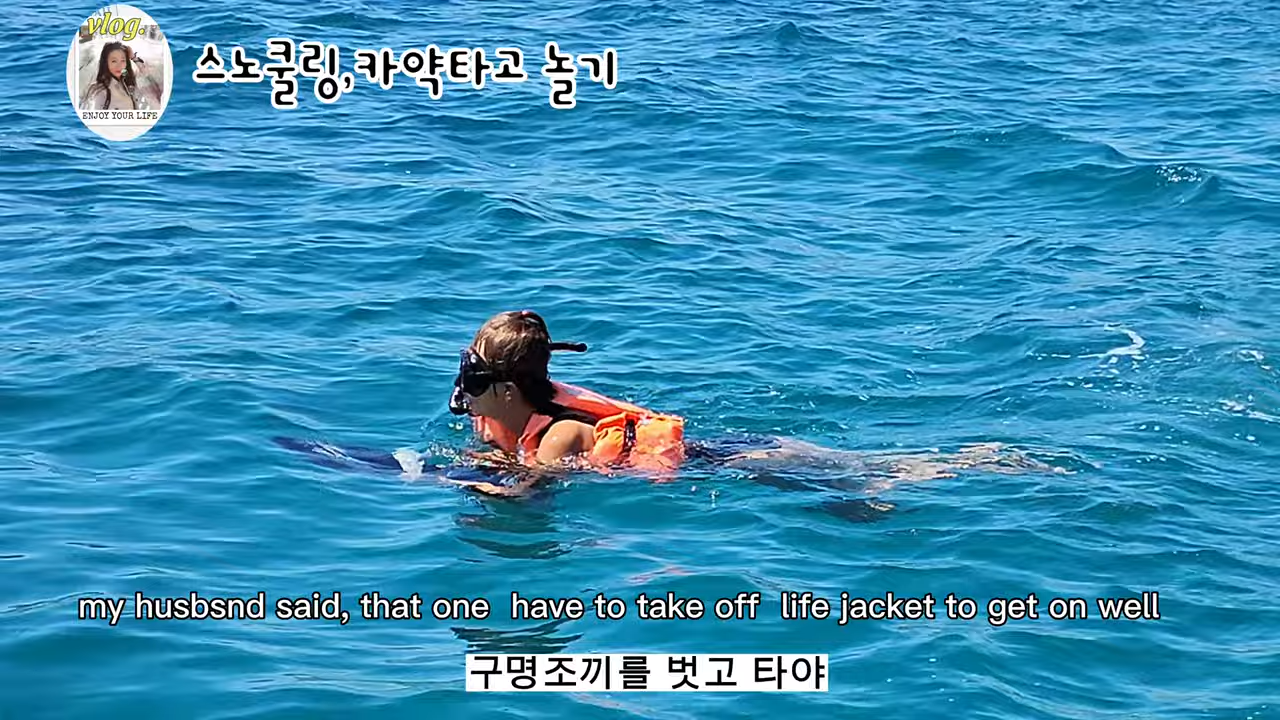 vlog.
ENJOY YOUR LIFE
스노쿨링,카약타고 놀기
my husbsnd said, that one have to take off life jacket to get on well
구명조끼를 벗고 타야